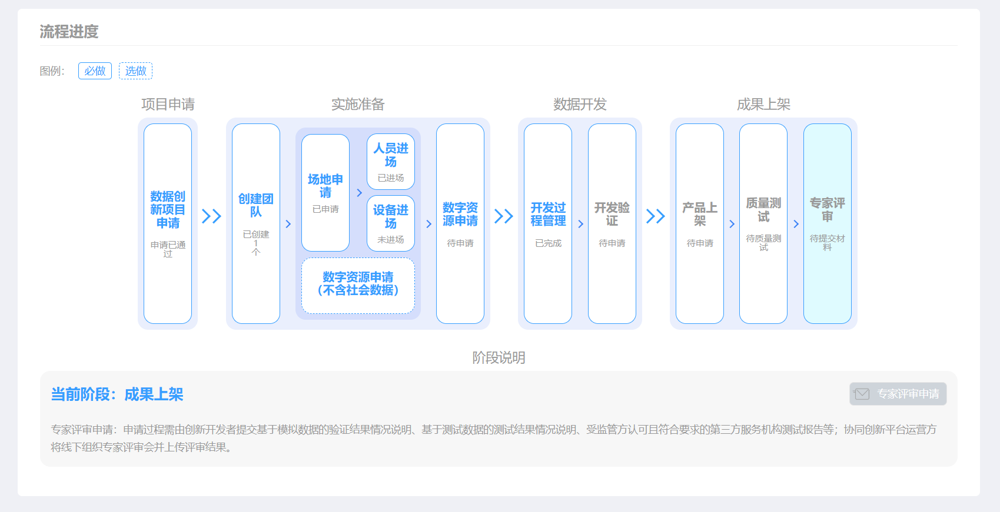 流程进度
图例：
必做
选做
项目申请
实施准备
数据开发
成果上架
数据创
新项目
申请
申请已通
过
创建团
队
已创建
1
个
场地申
请
已申请
人员进
场
已进场
设备进
场
未进场
数字资源申请
（不含社会数据）
数字资
源申请
待申请
开发过
程管理
已完成
开发验
证
待申请
产品上
架
待申请
质量测
试
待质量测
试
专家评
审
待提交材
料
阶段说明
当前阶段：成果上架
专家评审申请
专家评审申请：申请过程需由创新开发者提交基于模拟数据的验证结果情况说明、基于测试数据的测试结果情况说明、受监管方认可且符合要求的第三方服务机构测试报告等；协同创新平台运营方
将线下组织专家评审会并上传评审结果。